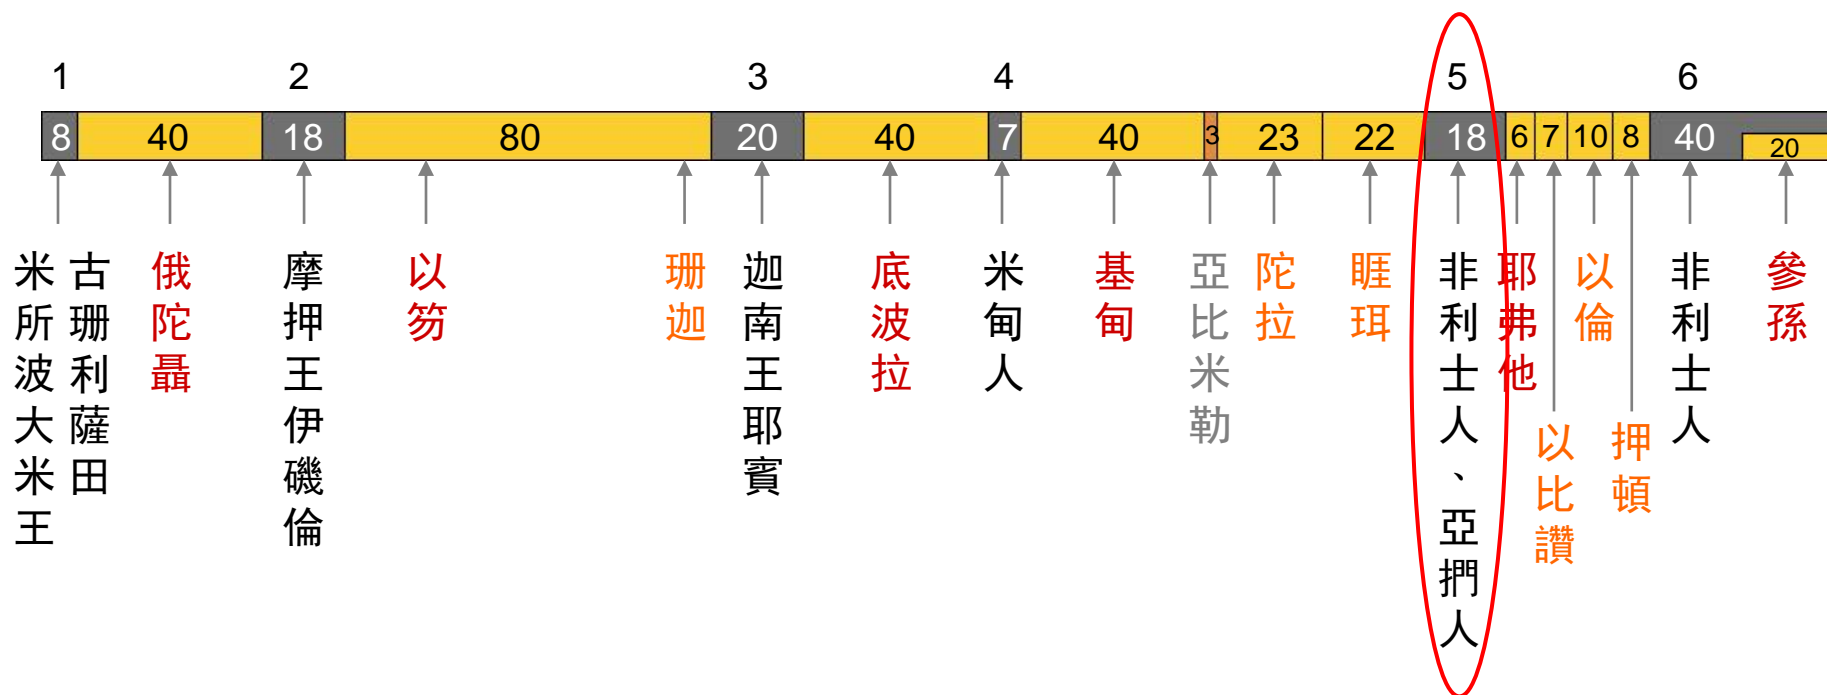 1 2 3 4 5 6
8 40 18 80 20 40 7 40 3 23 22 18 6 7 10 8 40 20
米所波大米王
古珊利薩田
俄陀聶
摩押王伊磯倫
以笏
珊迦
迦南王耶賓
底波拉
米甸人
基甸
亞比米勒
陀拉
睚珥
非利士人、亞捫人
耶弗他
以比讚
以倫
押頓
非利士人
參孫